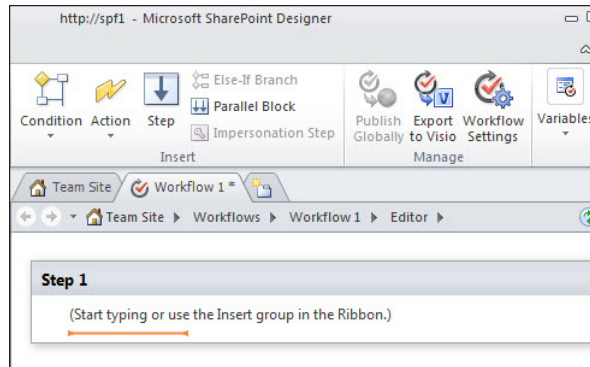 http://spf1 - Microsoft SharePoint Designer
Condition
Action
Step
Else-If Branch
Parallel Block
Impersonation Step
Insert
Publish
Globally
Export
to Visio
Workflow
Settings
Manage
Variables
Team Site
Workflow 1 *
Team Site Workflows Workflow 1 Editor
Step 1
(Start typing or use the Insert group in the Ribbon.)